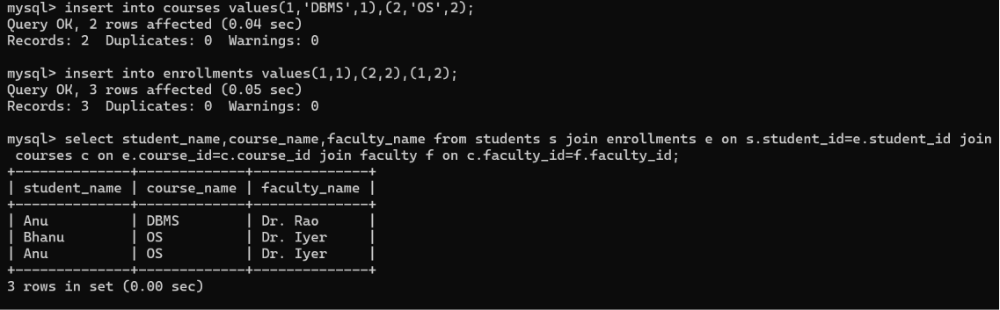 mysql> insert into courses values(1,'DBMS',1),(2,'OS',2);
Query OK, 2 rows affected (0.04 sec)
Records: 2  Duplicates: 0  Warnings: 0

mysql> insert into enrollments values(1,1),(2,2),(1,2);
Query OK, 3 rows affected (0.05 sec)
Records: 3  Duplicates: 0  Warnings: 0

mysql> select student_name,course_name,faculty_name from students s join enrollments e on s.student_id=e.student_id join
 courses c on e.course_id=c.course_id join faculty f on c.faculty_id=f.faculty_id;
+--------------+-------------+--------------+
| student_name | course_name | faculty_name |
+--------------+-------------+--------------+
| Anu          | DBMS        | Dr. Rao      |
| Bhanu        | OS          | Dr. Iyer     |
| Anu          | OS          | Dr. Iyer     |
+--------------+-------------+--------------+
3 rows in set (0.00 sec)